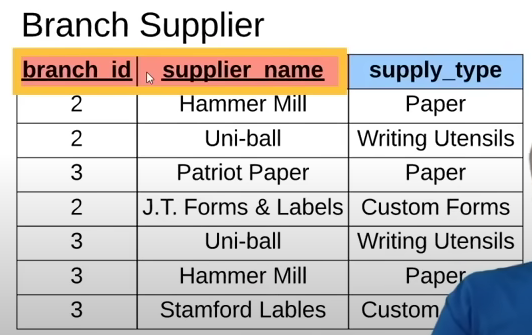 Branch Supplier
branch_id supplier_name supply_type
2 Hammer Mill Paper
2 Uni-ball Writing Utensils
3 Patriot Paper Paper
2 J.T. Forms & Labels Custom Forms
3 Uni-ball Writing Utensils
3 Hammer Mill Paper
3 Stamford Lables Custom